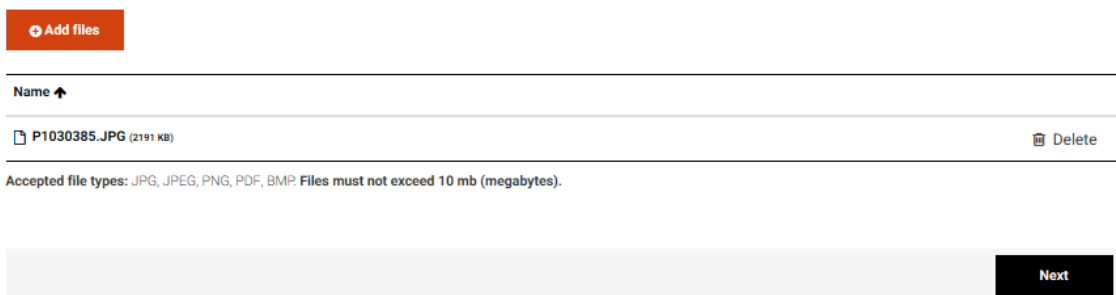 Add files
Name
P1030385.JPG (2191 KB) Delete
Accepted file types: JPG, JPEG, PNG, PDF, BMP. Files must not exceed 10 mb (megabytes).
Next